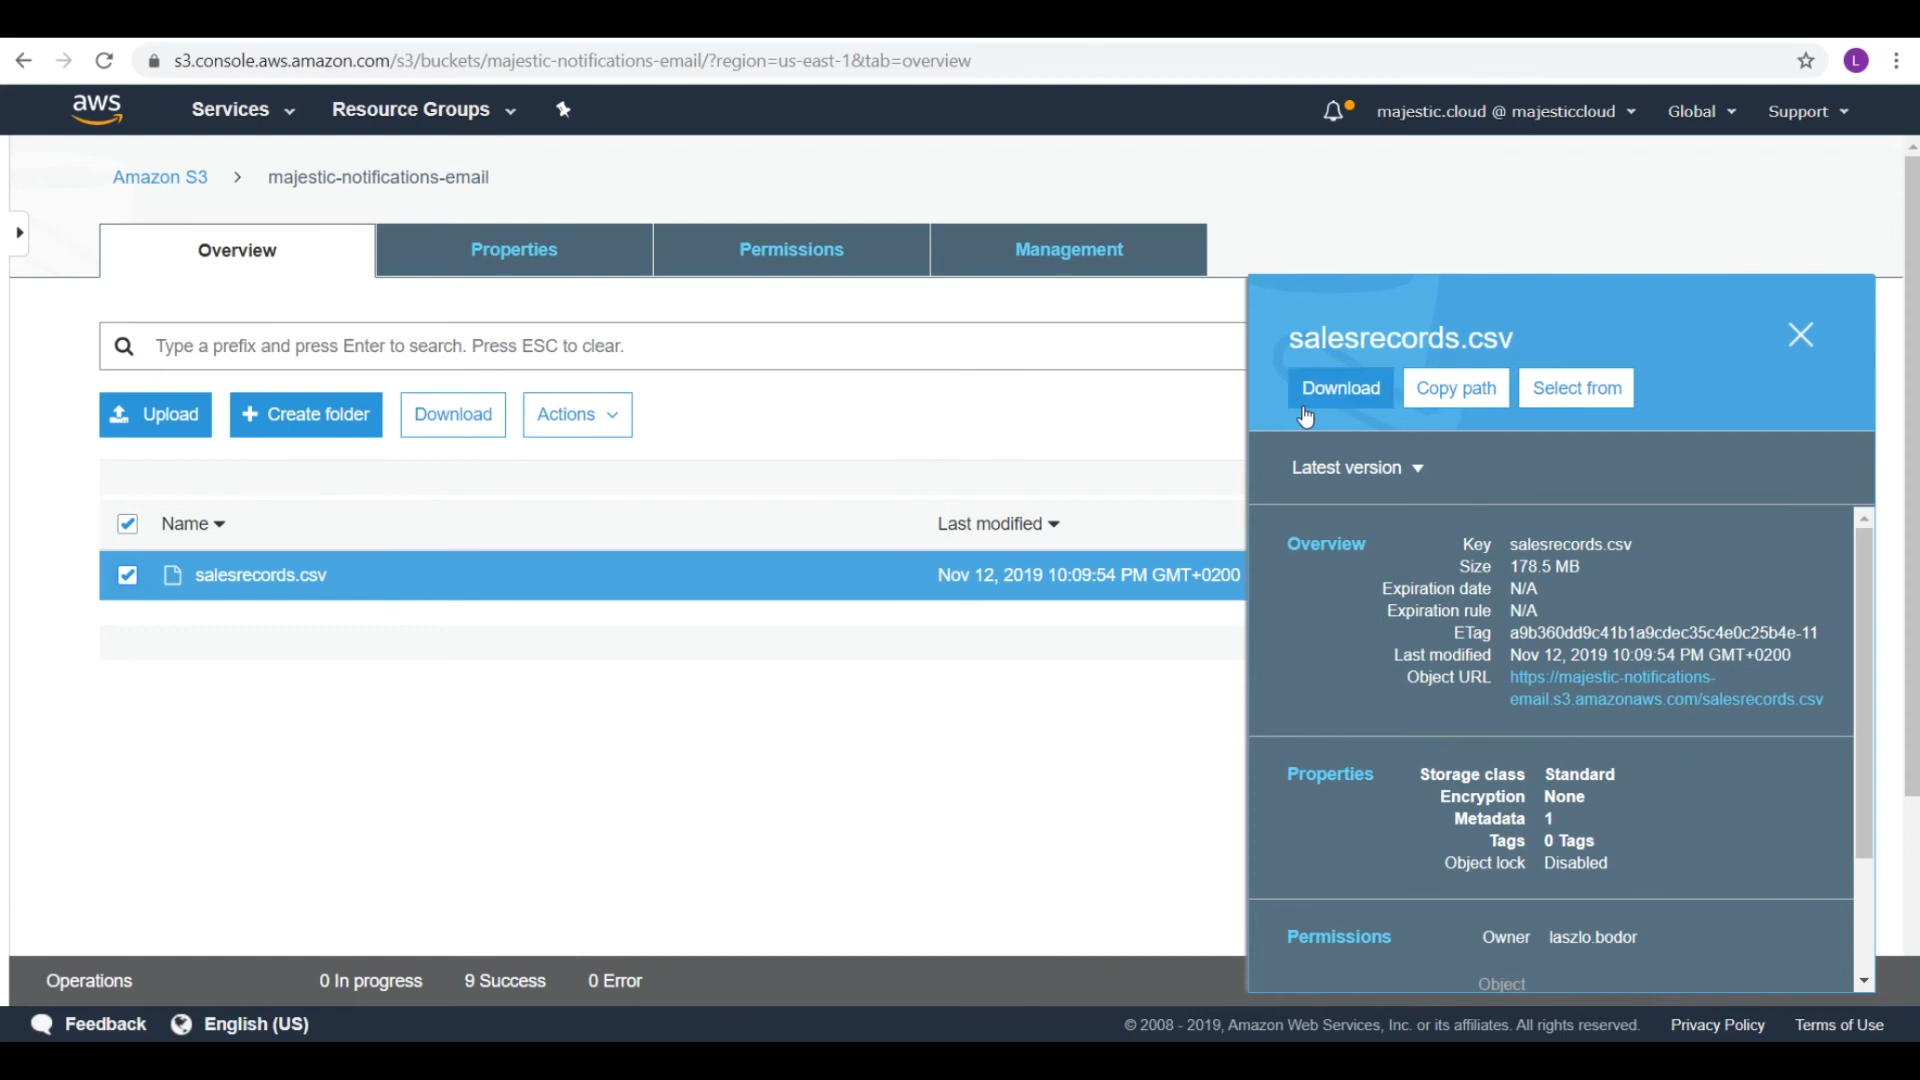 s3.console.aws.amazon.com/s3/buckets/majestic-notifications-email/?region=us-east-1&tab=overview
L
aws
Services
Resource Groups
majestic.cloud @ majesticcloud
Global
Support
Amazon S3
majestic-notifications-email
Overview
Properties
Permissions
Management
Type a prefix and press Enter to search. Press ESC to clear.
Upload
+ Create folder
Download
Actions
Name
Last modified
salesrecords.csv
Nov 12, 2019 10:09:54 PM GMT+0200
salesrecords.csv
Download
Copy path
Select from
Latest version
Overview
Key salesrecords.csv
Size 178.5 MB
Expiration date N/A
Expiration rule N/A
ETag a9b360dd9c41b1a9cdec35c4e0c25b4e-11
Last modified Nov 12, 2019 10:09:54 PM GMT+0200
Object URL https://majestic-notifications-
email.s3.amazonaws.com/salesrecords.csv
Properties
Storage class Standard
Encryption None
Metadata 1
Tags 0 Tags
Object lock Disabled
Permissions
Owner laszlo.bodor
Object
Operations
0 In progress
9 Success
0 Error
Feedback
English (US)
© 2008 - 2019, Amazon Web Services, Inc. or its affiliates. All rights reserved.
Privacy Policy
Terms of Use